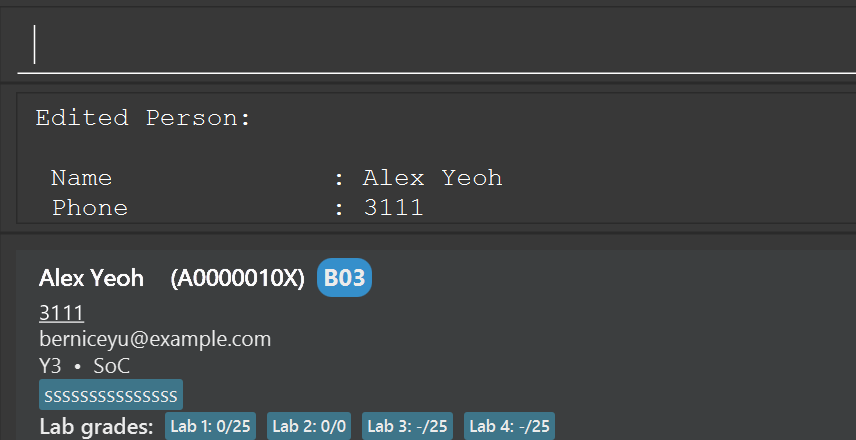 Edited Person:
Name : Alex Yeoh
Phone : 3111
Alex Yeoh (A0000010X) B03
3111
berniceyu@example.com
Y3 • SoC
sssssssssssssss
Lab grades: Lab 1: 0/25 Lab 2: 0/0 Lab 3: -/25 Lab 4: -/25